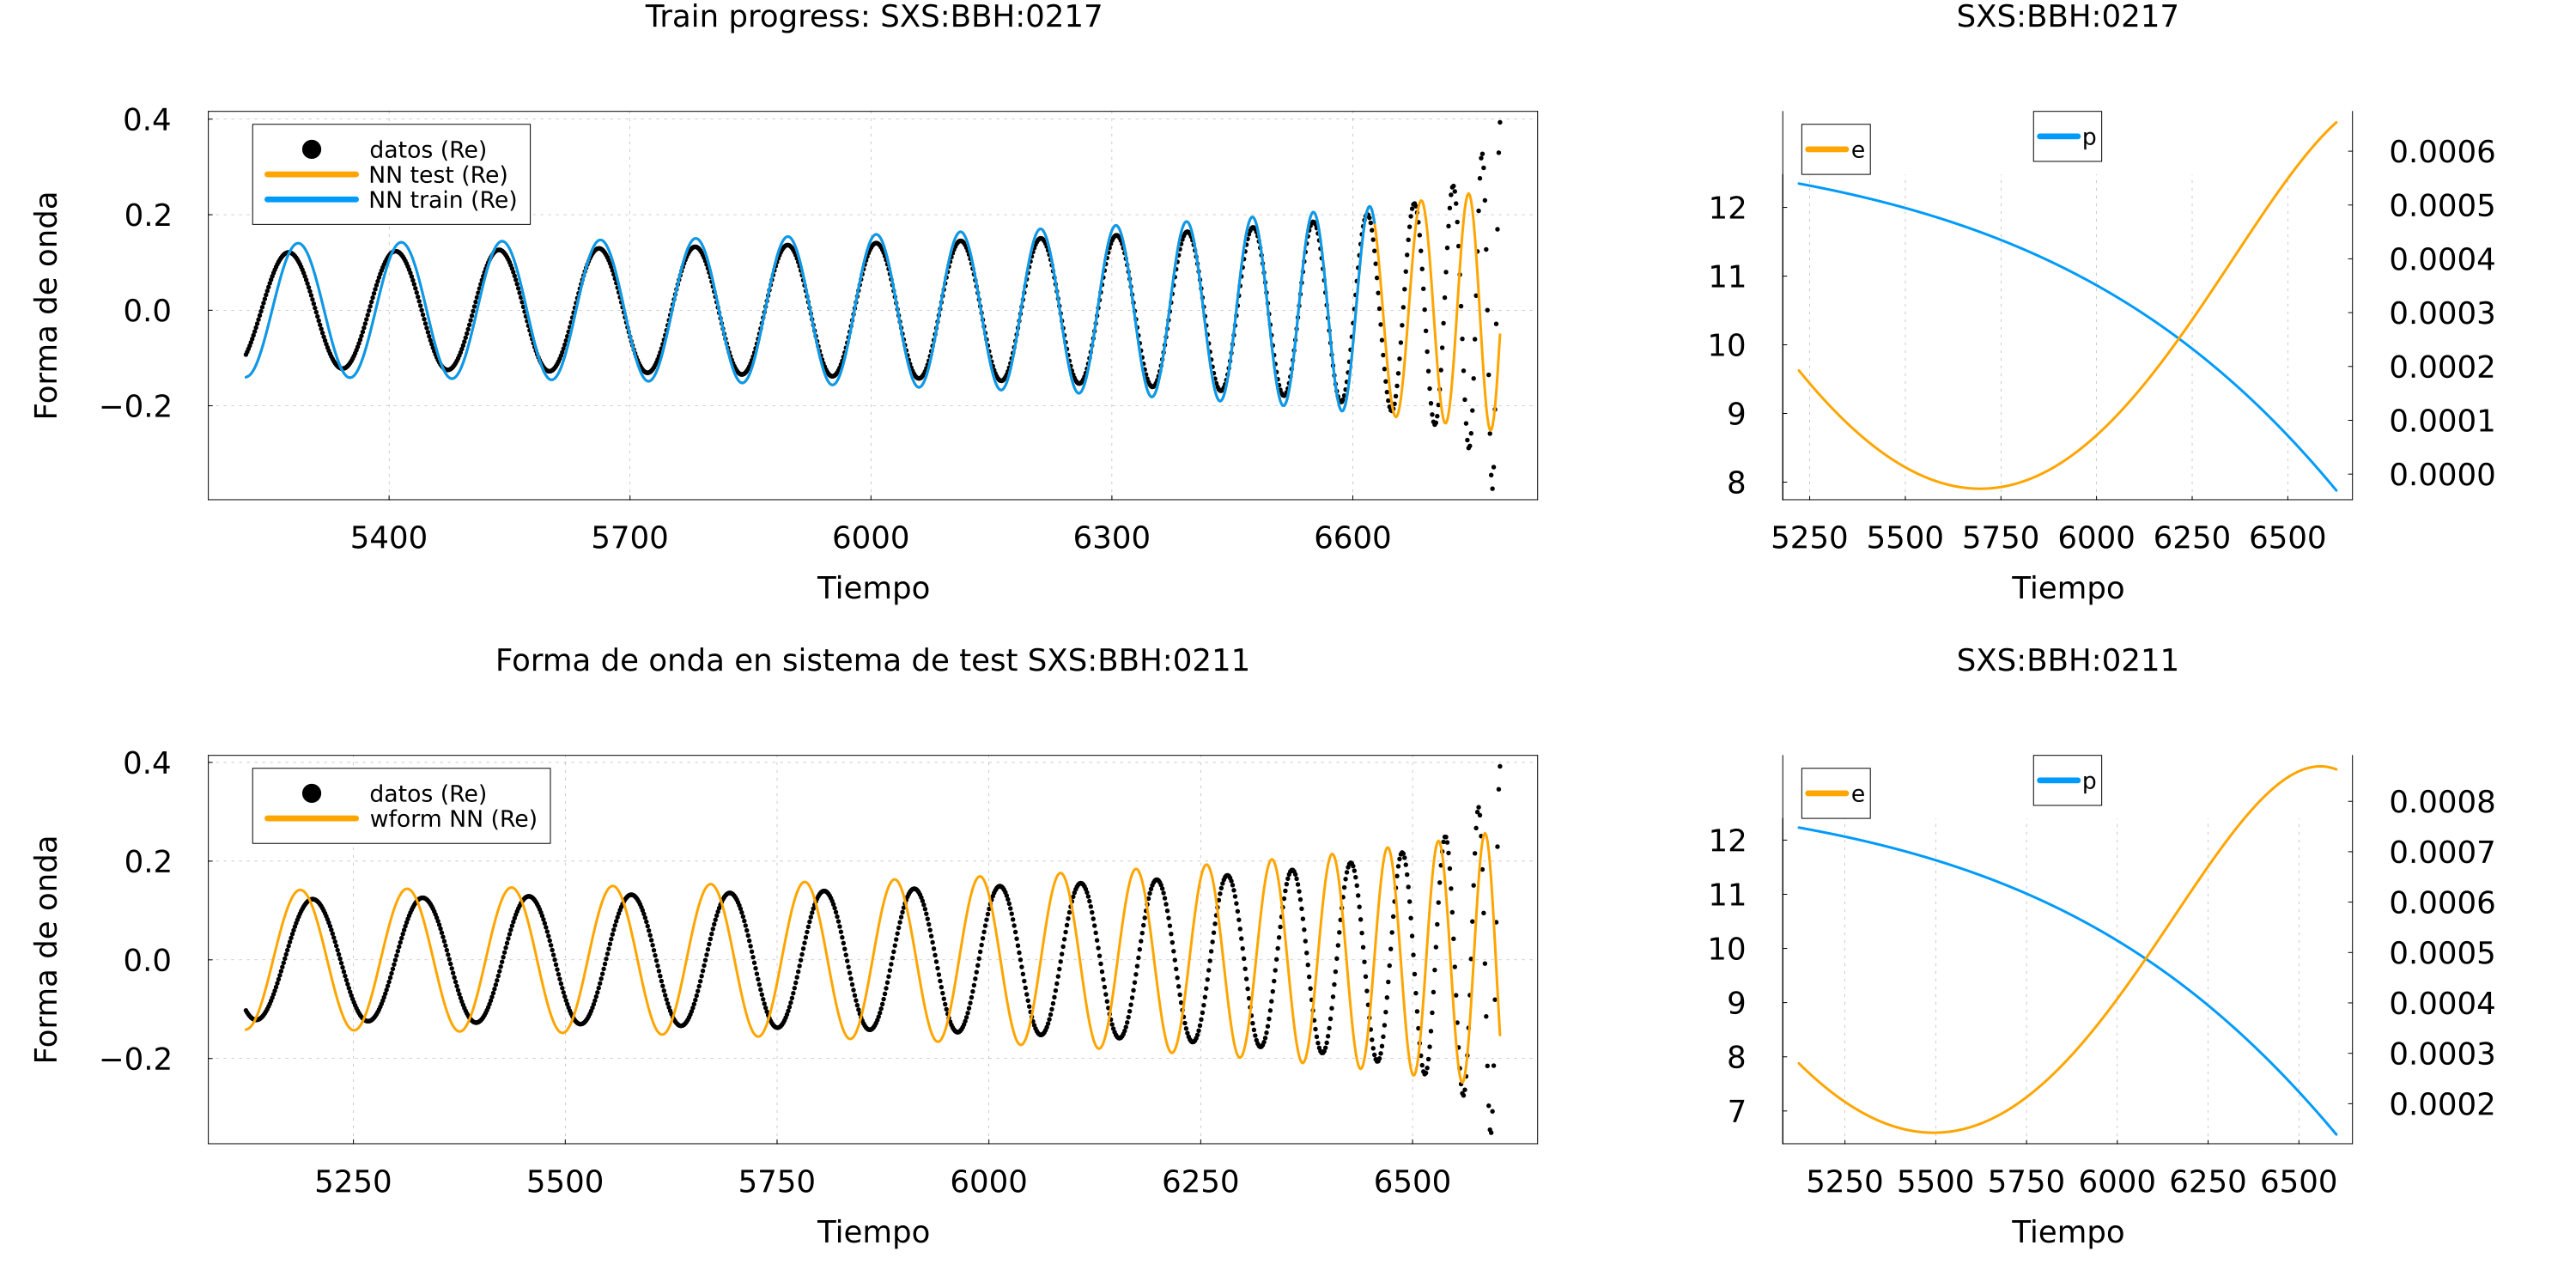 Train progress: SXS:BBH:0217
Forma de onda
0.4
0.2
0.0
−0.2
datos (Re)
NN test (Re)
NN train (Re)
5400 5700 6000 6300 6600
Tiempo
SXS:BBH:0217
e
p
12
11
10
9
8
0.0006
0.0005
0.0004
0.0003
0.0002
0.0001
0.0000
5250 5500 5750 6000 6250 6500
Tiempo
Forma de onda en sistema de test SXS:BBH:0211
Forma de onda
0.4
0.2
0.0
−0.2
datos (Re)
wform NN (Re)
5250 5500 5750 6000 6250 6500
Tiempo
SXS:BBH:0211
e
p
12
11
10
9
8
7
0.0008
0.0007
0.0006
0.0005
0.0004
0.0003
0.0002
5250 5500 5750 6000 6250 6500
Tiempo